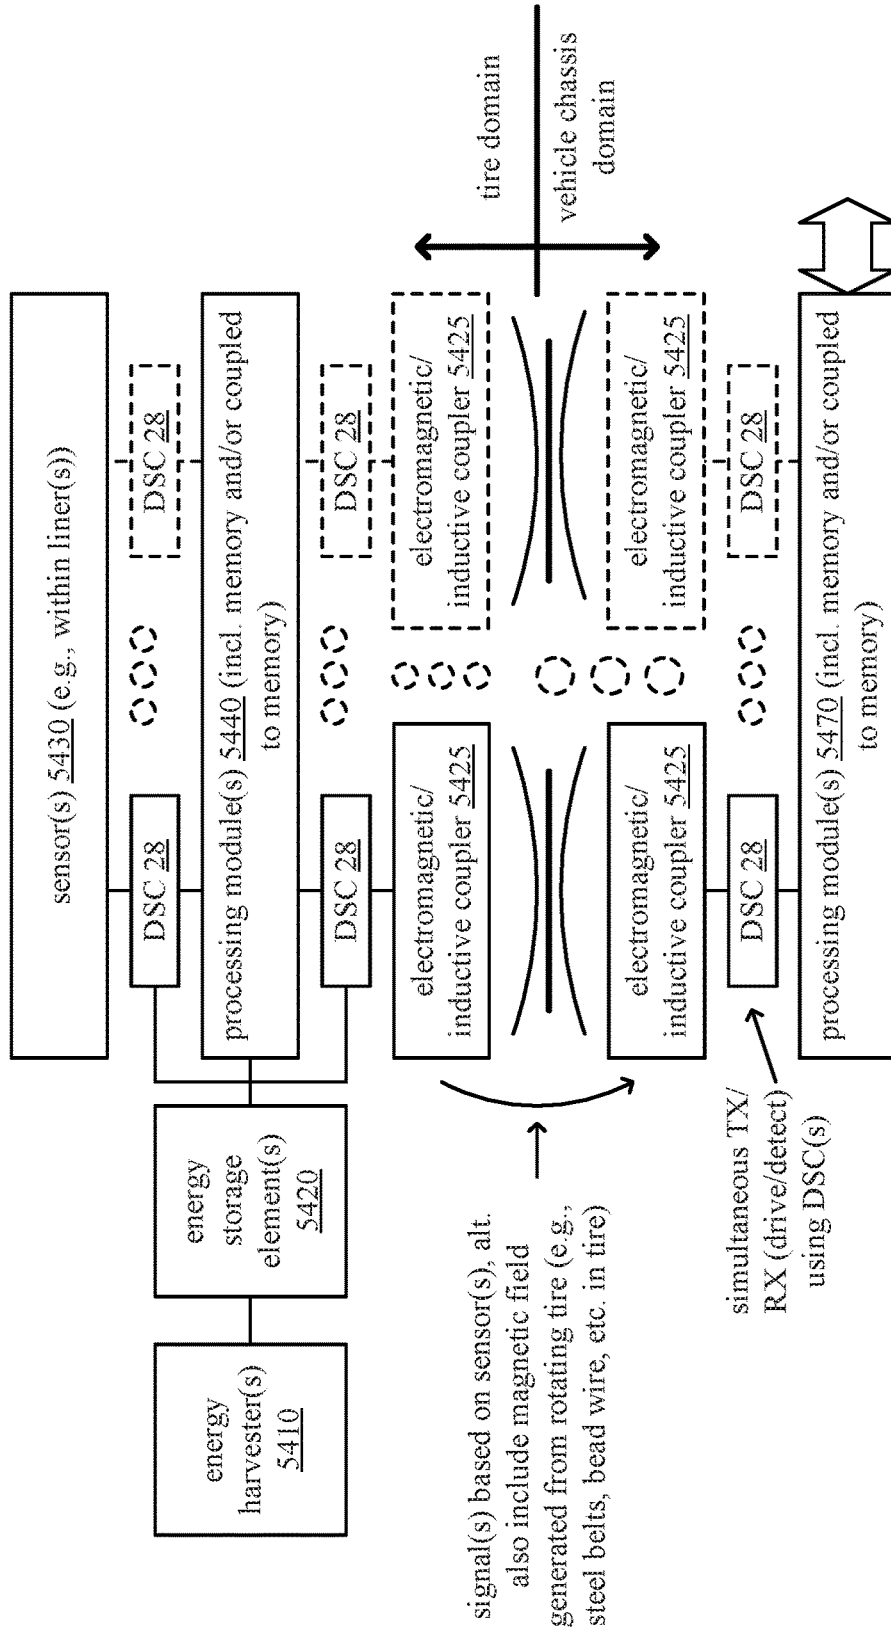 sensor(s) 5430 (e.g., within liner(s))
DSC 28
DSC 28
energy
harvester(s)
5410
energy
storage
element(s)
5420
processing module(s) 5440 (incl. memory and/or coupled
to memory)
DSC 28
DSC 28
electromagnetic/
inductive coupler 5425
electromagnetic/
inductive coupler 5425
tire domain
vehicle chassis
domain
signal(s) based on sensor(s), alt.
also include magnetic field
generated from rotating tire (e.g.,
steel belts, bead wire, etc. in tire)
electromagnetic/
inductive coupler 5425
electromagnetic/
inductive coupler 5425
simultaneous TX/
RX (drive/detect)
using DSC(s)
DSC 28
DSC 28
processing module(s) 5470 (incl. memory and/or coupled
to memory)